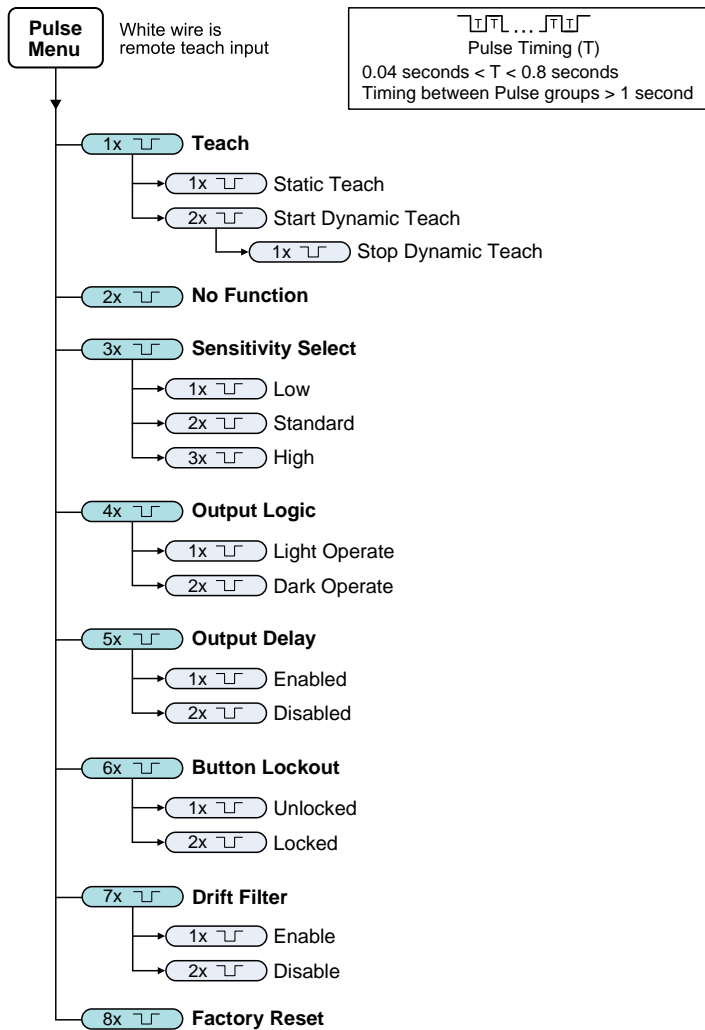 Pulse
Menu
White wire is
remote teach input
T T ... T T
Pulse Timing (T)
0.04 seconds < T < 0.8 seconds
Timing between Pulse groups > 1 second
1x Teach
1x Static Teach
2x Start Dynamic Teach
1x Stop Dynamic Teach
2x No Function
3x Sensitivity Select
1x Low
2x Standard
3x High
4x Output Logic
1x Light Operate
2x Dark Operate
5x Output Delay
1x Enabled
2x Disabled
6x Button Lockout
1x Unlocked
2x Locked
7x Drift Filter
1x Enable
2x Disable
8x Factory Reset